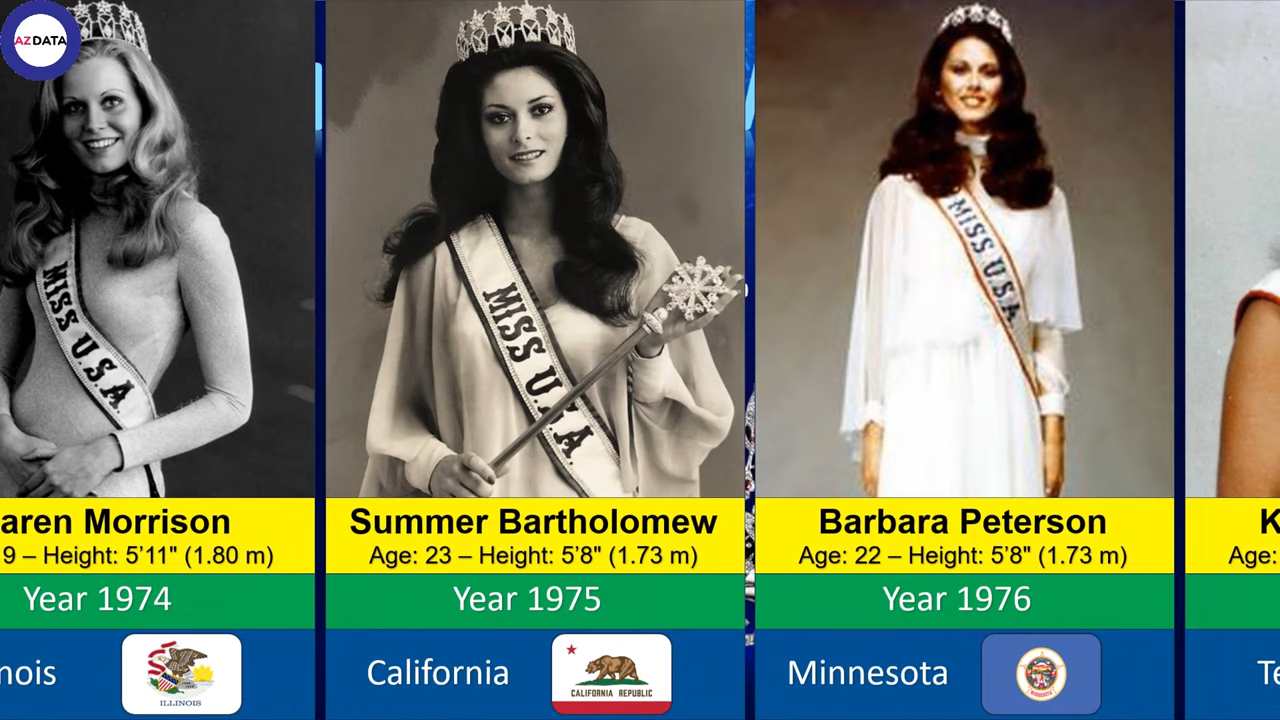 AZDATA
MISS U.S.A.
MISS U.S.A.
MISS U.S.A.
aren Morrison
9 – Height: 5'11" (1.80 m)
Year 1974
nois
ILLINOIS
Summer Bartholomew
Age: 23 – Height: 5'8" (1.73 m)
Year 1975
California
CALIFORNIA REPUBLIC
Barbara Peterson
Age: 22 – Height: 5'8" (1.73 m)
Year 1976
Minnesota
K
Age:
Te